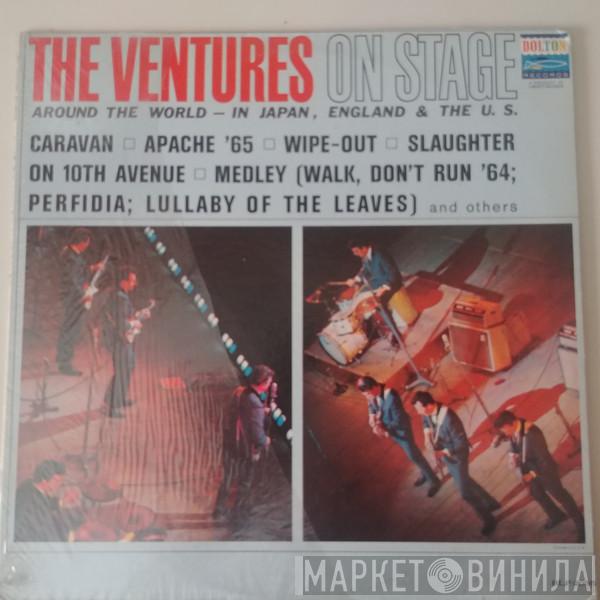 THE VENTURES ON STAGE
DOLTON
RECORDS
AROUND THE WORLD – IN JAPAN, ENGLAND & THE U. S.
CARAVAN □ APACHE '65 □ WIPE-OUT □ SLAUGHTER
ON 10TH AVENUE □ MEDLEY (WALK, DON'T RUN '64;
PERFIDIA; LULLABY OF THE LEAVES) and others
МАРКЕТ ВИНИЛА